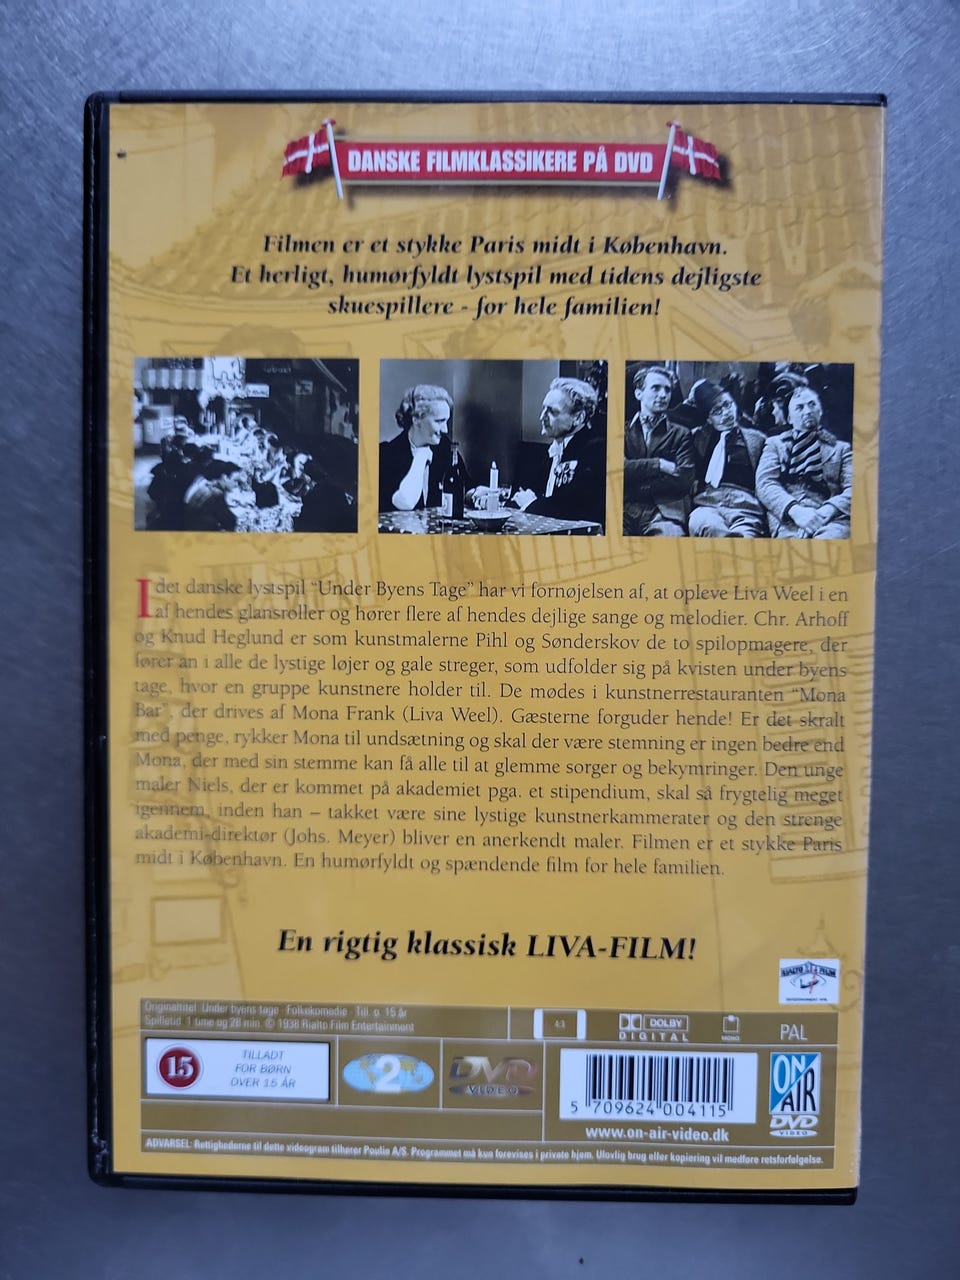 DANSKE FILMKLASSIKERE PÅ DVD
Filmen er et stykke Paris midt i København.
Et herligt, humørfyldt lystspil med tidens dejligste
skuespillere - for hele familien!
I det danske lystspil “Under Byens Tage” har vi fornøjelsen af, at opleve Liva Weel i en
af hendes glansroller og hører flere af hendes dejlige sange og melodier. Chr. Arhoff
og Knud Heglund er som kunstmalerne Pihl og Sønderskov de to spilopmagere, der
fører an i alle de lystige løjer og gale streger, som udfolder sig på kvisten under byens
tage, hvor en gruppe kunstnere holder til. De mødes i kunstnerrestauranten “Mona
Bar”, der drives af Mona Frank (Liva Weel). Gæsterne forguder hende! Er det skralt
med penge, rykker Mona til undsætning og skal der være stemning er ingen bedre end
Mona, der med sin stemme kan få alle til at glemme sorger og bekymringer. Den unge
maler Niels, der er kommet på akademiet pga. et stipendium, skal så frygtelig meget
igennem, inden han – takket være sine lystige kunstnerkammerater og den strenge
akademi-direktør (Johs. Meyer) bliver en anerkendt maler. Filmen er et stykke Paris
midt i København. En humørfyldt og spændende film for hele familien.
En rigtig klassisk LIVA-FILM!
RIALTO FILM
Originaltitel: Under byens tage · Folkekomedie · Till. o. 15 år
Spilletid: 1 time og 28 min. © 1938 Rialto Film Entertainment
4:3
DOLBY
DIGITAL
MONO
PAL
15
TILLADT
FOR BØRN
OVER 15 ÅR
2
DVD
VIDEO
5 709624 004115
www.on-air-video.dk
ON
AIR
DVD
VIDEO
ADVARSEL: Rettighederne til dette videogram tilhører Poulio A/S. Programmet må kun forevises i private hjem. Ulovlig brug eller kopiering vil medføre retsforfølgelse.